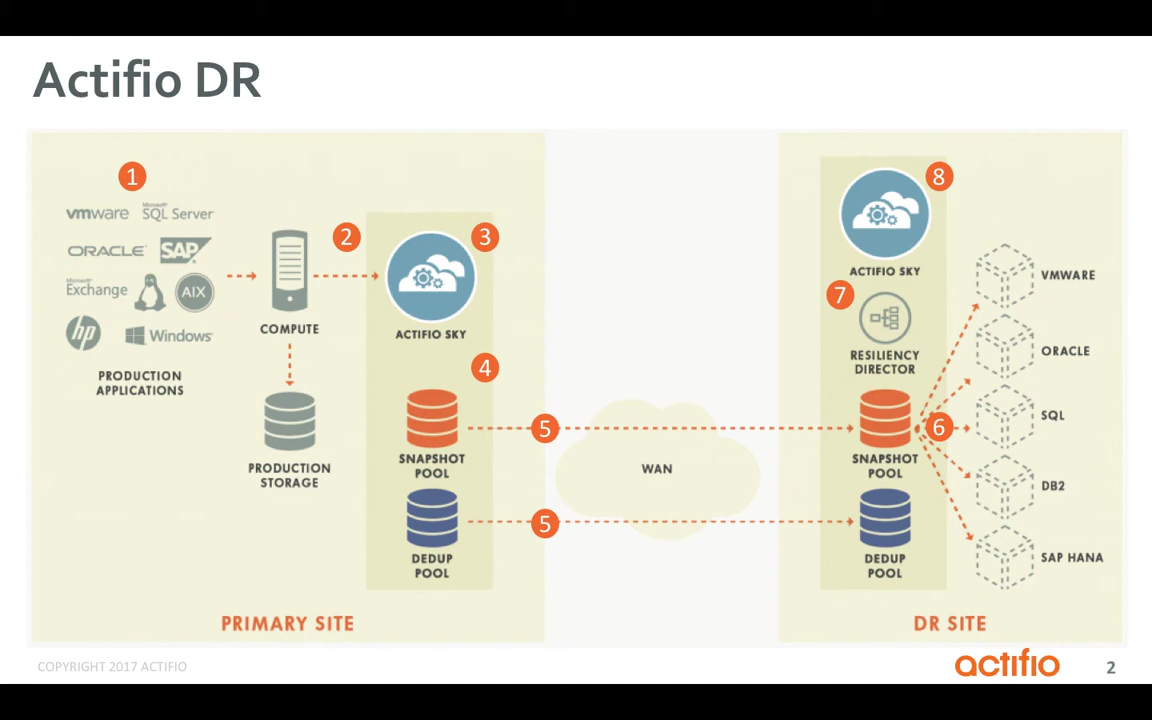 Actifio DR
1
vmware Microsoft SQL Server
ORACLE SAP
Microsoft Exchange AIX
hp Windows
PRODUCTION
APPLICATIONS
COMPUTE
PRODUCTION
STORAGE
2
3
ACTIFIO SKY
4
SNAPSHOT
POOL
DEDUP
POOL
PRIMARY SITE
5
5
WAN
8
ACTIFIO SKY
7
RESILIENCY
DIRECTOR
SNAPSHOT
POOL
6
DEDUP
POOL
VMWARE
ORACLE
SQL
DB2
SAP HANA
DR SITE
COPYRIGHT 2017 ACTIFIO
actifio
2